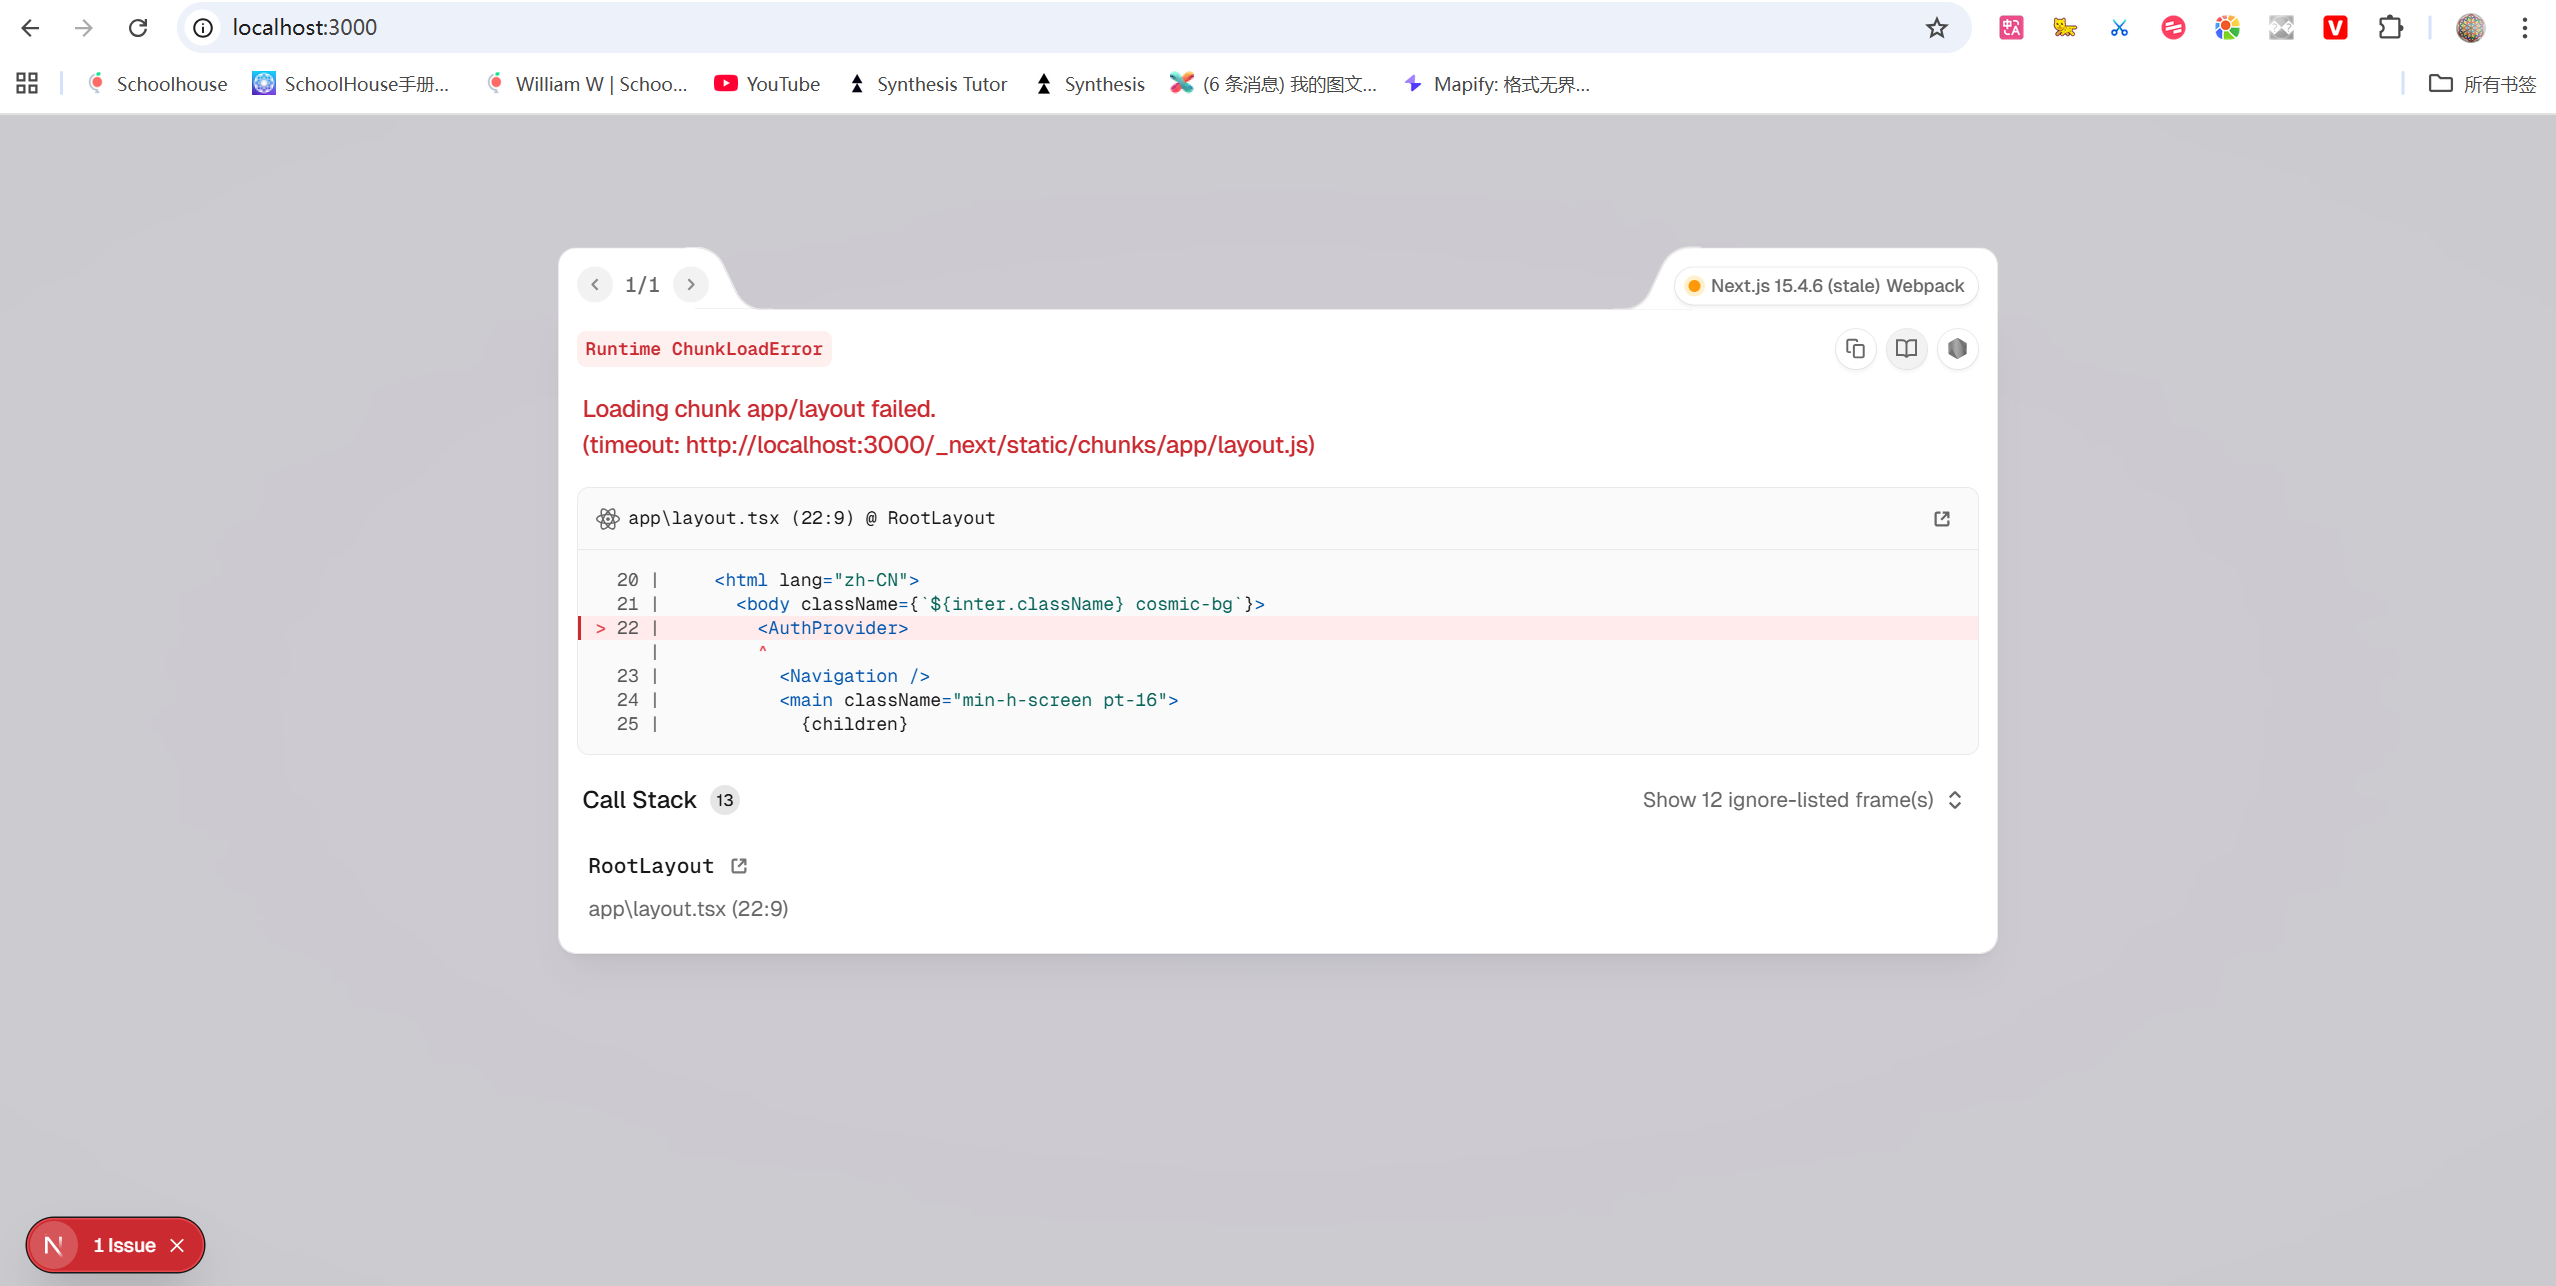 localhost:3000
Schoolhouse
SchoolHouse手册...
William W | Schoo...
YouTube
Synthesis Tutor
Synthesis
(6 条消息) 我的图文...
Mapify: 格式无界...
所有书签
1/1
Next.js 15.4.6 (stale) Webpack
Runtime ChunkLoadError
Loading chunk app/layout failed.
(timeout: http://localhost:3000/_next/static/chunks/app/layout.js)
app\layout.tsx (22:9) @ RootLayout
20 | <html lang="zh-CN">
21 | <body className={`${inter.className} cosmic-bg`}>
> 22 | <AuthProvider>
| ^
23 | <Navigation />
24 | <main className="min-h-screen pt-16">
25 | {children}
Call Stack 13
Show 12 ignore-listed frame(s)
RootLayout
app\layout.tsx (22:9)
N 1 Issue